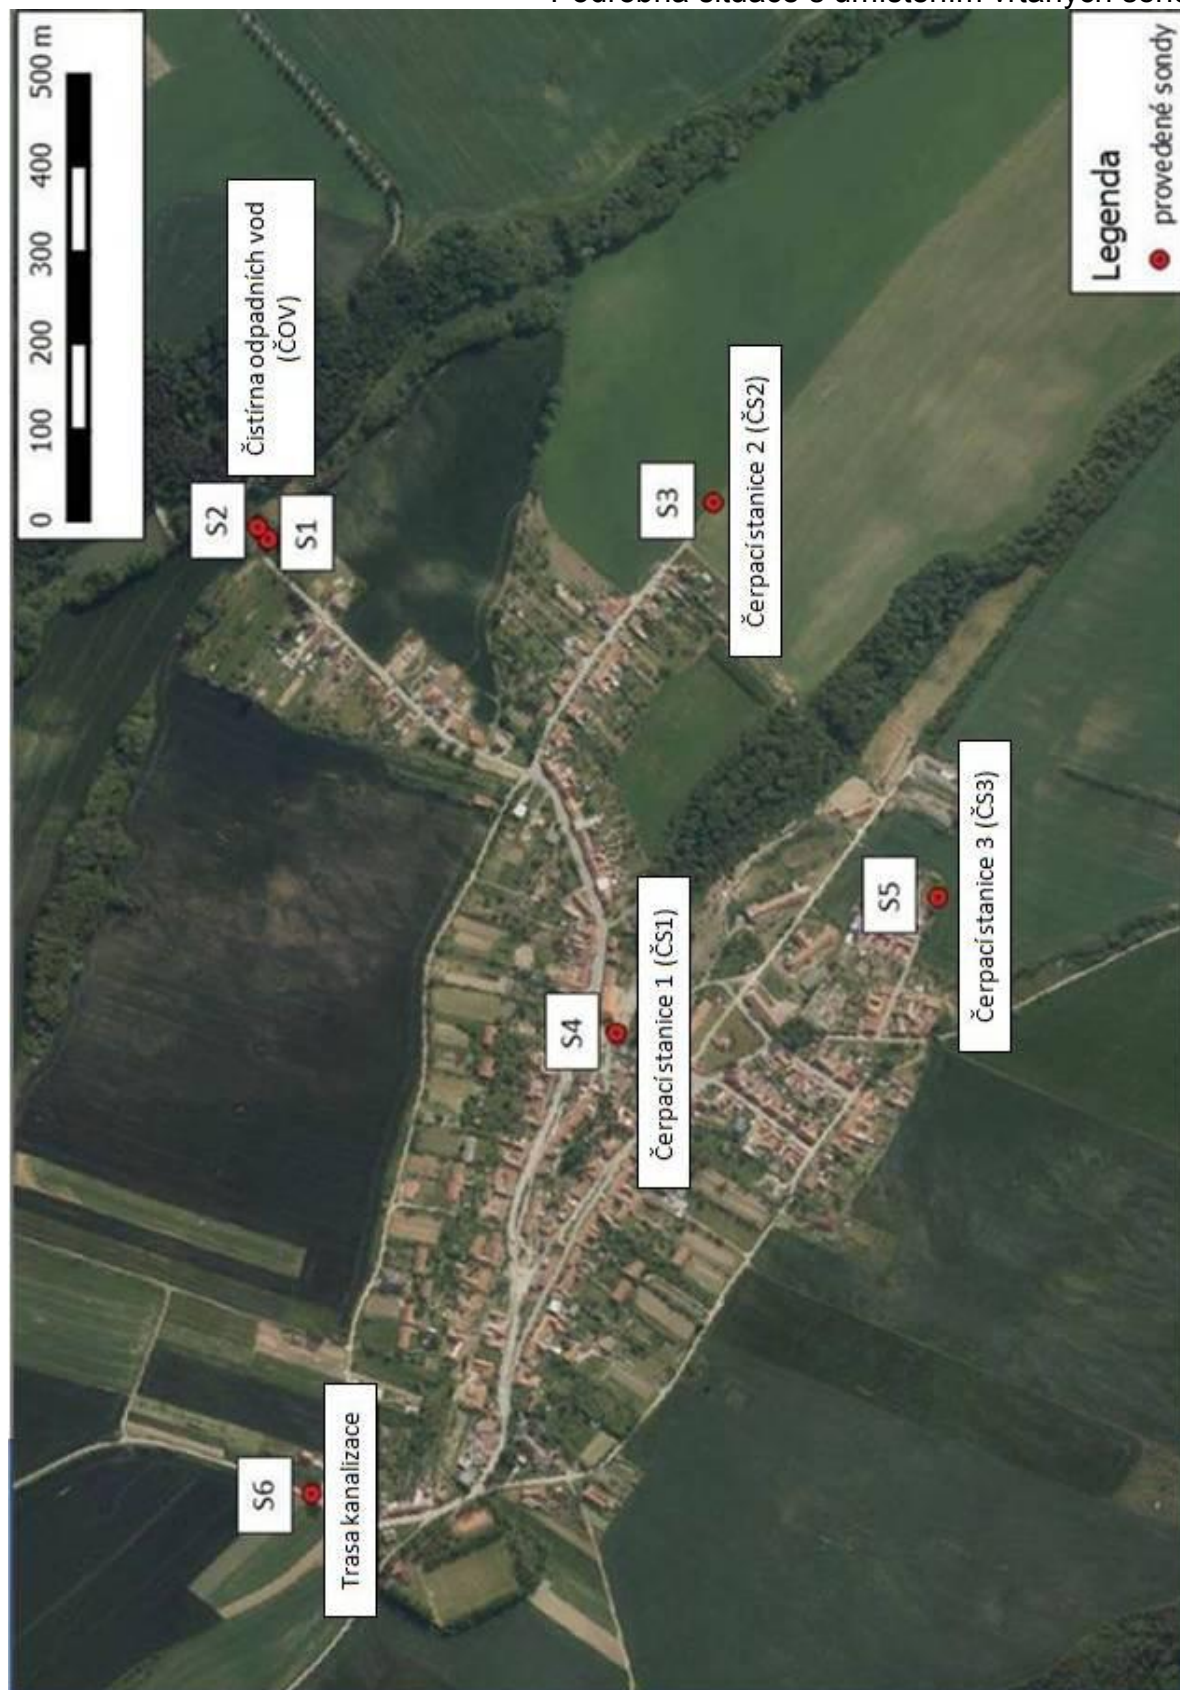 Podrobná situace s umístěním vrtaných
0 100 200 300 400 500 m
S2
S1
Čistírna odpadních vod
(ČOV)
S3
Čerpací stanice 2 (ČS2)
S4
Čerpací stanice 1 (ČS1)
S5
Čerpací stanice 3 (ČS3)
S6
Trasa kanalizace
Legenda
provedené sondy